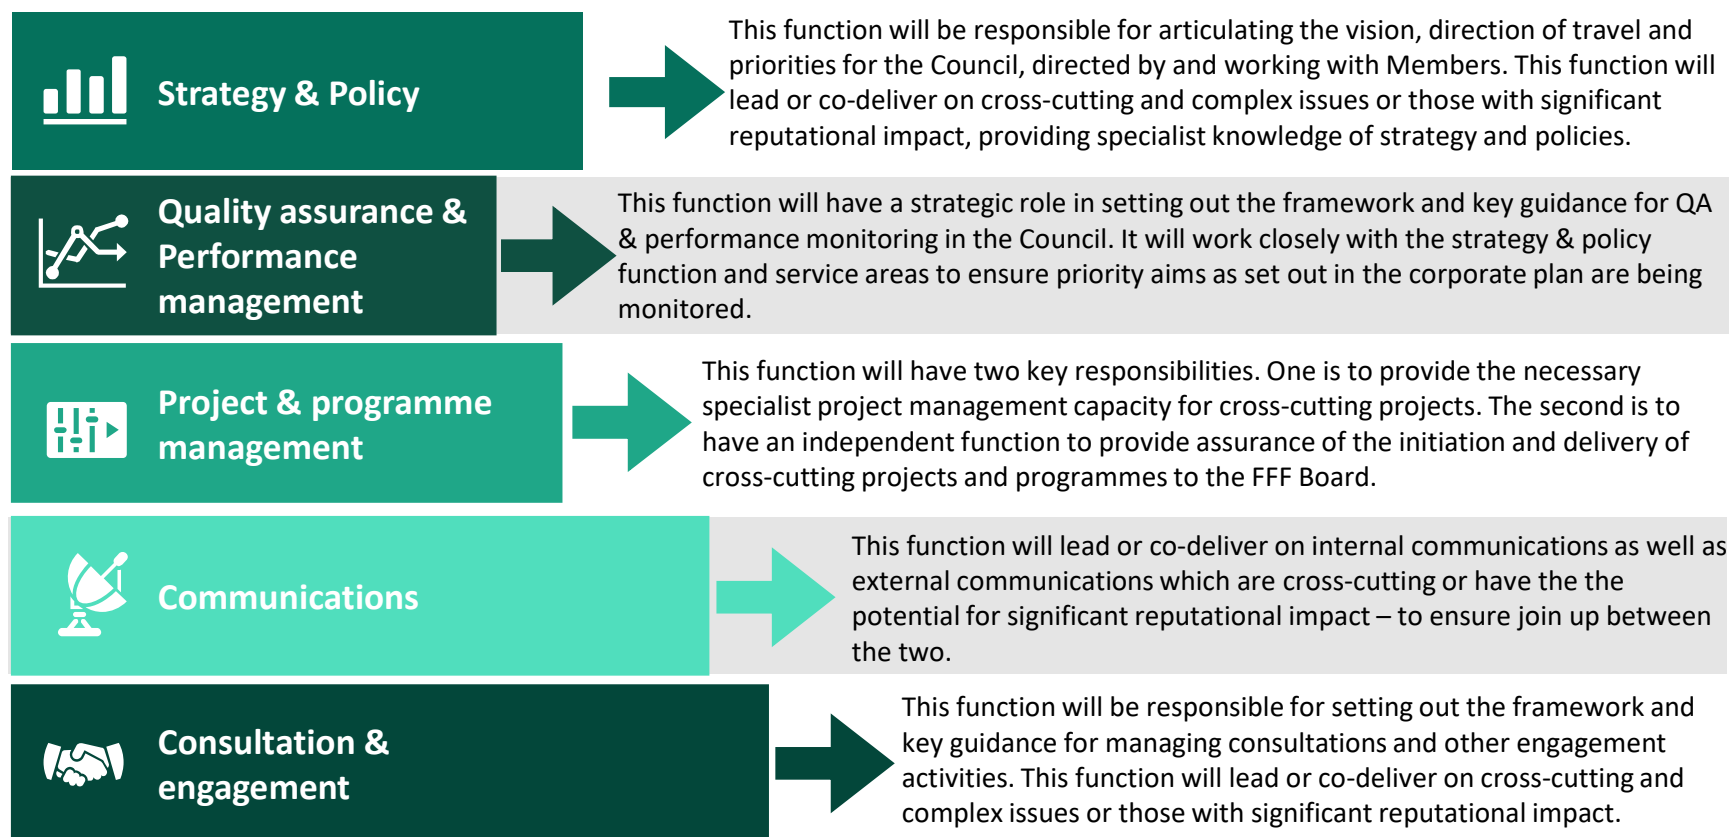 Strategy & Policy
This function will be responsible for articulating the vision, direction of travel and
priorities for the Council, directed by and working with Members. This function will
lead or co-deliver on cross-cutting and complex issues or those with significant
reputational impact, providing specialist knowledge of strategy and policies.
Quality assurance &
Performance
management
This function will have a strategic role in setting out the framework and key guidance for QA
& performance monitoring in the Council. It will work closely with the strategy & policy
function and service areas to ensure priority aims as set out in the corporate plan are being
monitored.
Project & programme
management
This function will have two key responsibilities. One is to provide the necessary
specialist project management capacity for cross-cutting projects. The second is to
have an independent function to provide assurance of the initiation and delivery of
cross-cutting projects and programmes to the FFF Board.
Communications
This function will lead or co-deliver on internal communications as well as
external communications which are cross-cutting or have the the
potential for significant reputational impact – to ensure join up between
the two.
Consultation &
engagement
This function will be responsible for setting out the framework and
key guidance for managing consultations and other engagement
activities. This function will lead or co-deliver on cross-cutting and
complex issues or those with significant reputational impact.